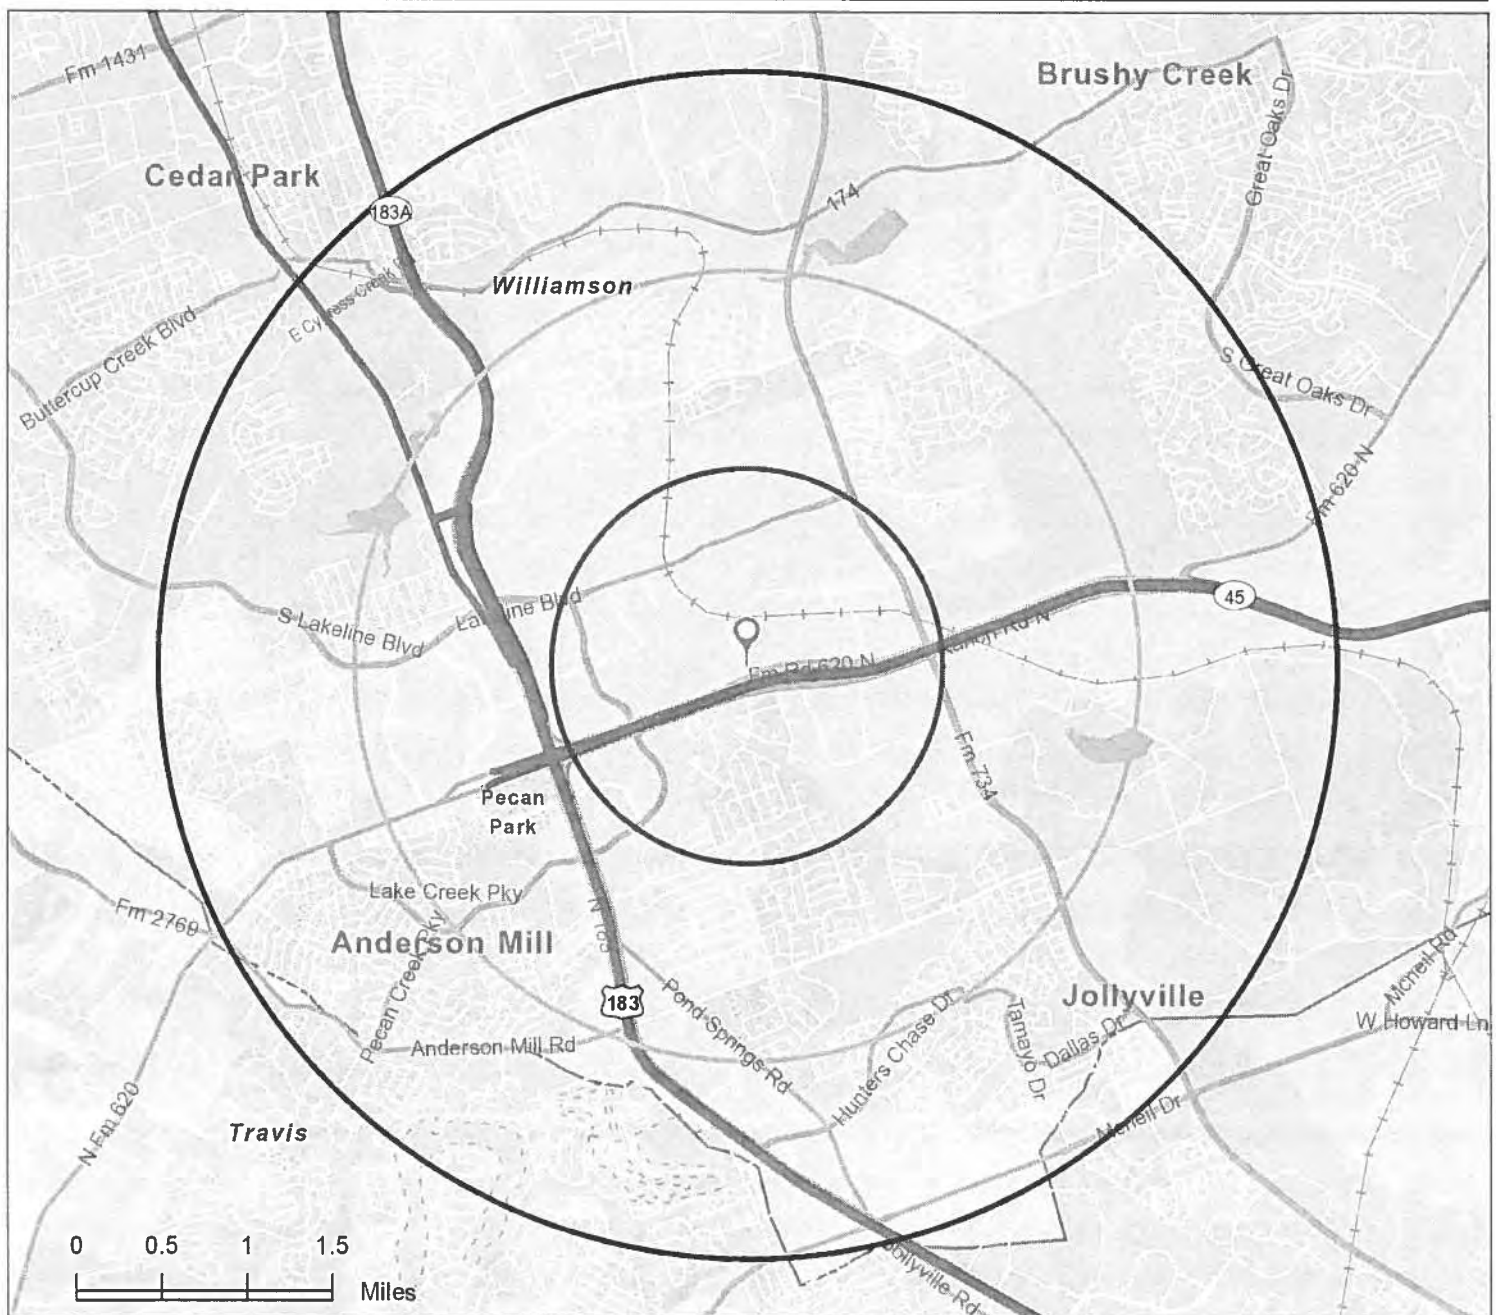 Fm 1431
Brushy Creek
Great Oaks Dr
Cedar Park
183A
174
Williamson
E Cypress Creek
Buttercup Creek Blvd
S Great Oaks Dr
Fm 620 N
Lakeline Blvd
S Lakeline Blvd
45
Ranch Rd N
Fm Rd 620 N
Fm 734
Pecan
Park
Lake Creek Pky
Fm 2769
Pecan Creek Pky
Anderson Mill
N 183
183
Pond Springs Rd
Jollyville
Mcneil Rd
W Howard Ln
Hunters Chase Dr
Tamayo Dr
Dallas Dr
Anderson Mill Rd
N Fm 620
Travis
Mcneil Dr
Jollyville Rd
0 0.5 1 1.5
Miles